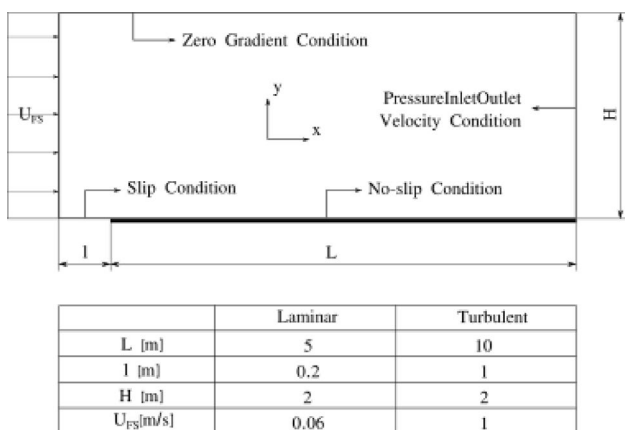 Zero Gradient Condition
y
PressureInletOutlet
Velocity Condition
U_FS
x
H
Slip Condition
No-slip Condition
l
L
Laminar Turbulent
L [m] 5 10
l [m] 0.2 1
H [m] 2 2
U_FS[m/s] 0.06 1